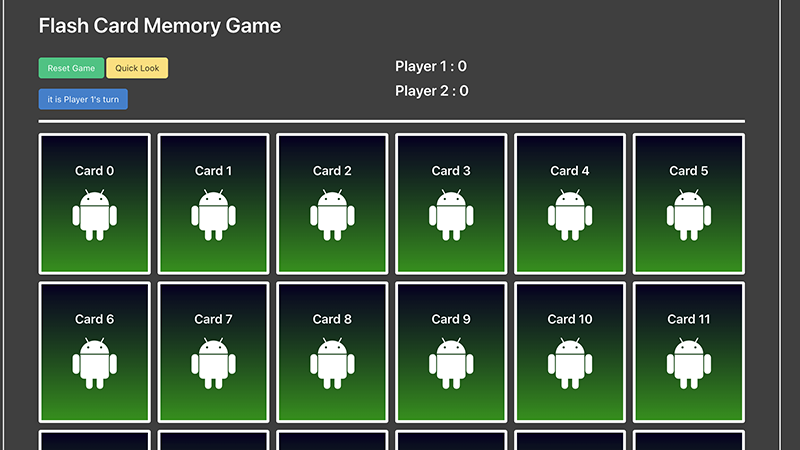 Flash Card Memory Game
Reset Game Quick Look
Player 1 : 0
it is Player 1's turn
Player 2 : 0
Card 0 Card 1 Card 2 Card 3 Card 4 Card 5
Card 6 Card 7 Card 8 Card 9 Card 10 Card 11